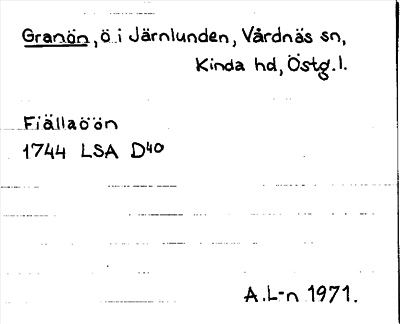 Granön, ö i Järnlunden, Vårdnäs sn,
Kinda hd, Östg. l.
Fiällaöön
1744 LSA D40
A.L-n 1971.